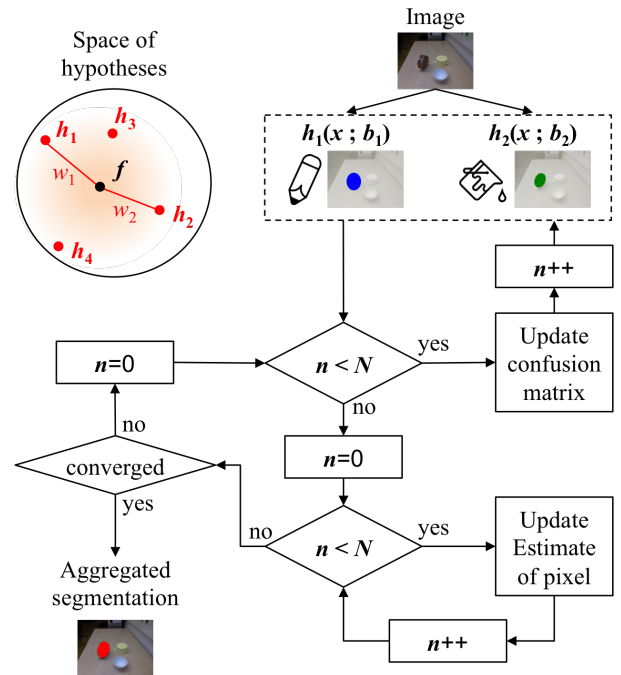 Space of
hypotheses
h₁
h₃
f
w₁
w₂
h₂
h₄
Image
h₁(x ; b₁)
h₂(x ; b₂)
n++
n=0
n < N
yes
Update
confusion
matrix
no
n=0
no
converged
yes
no
n < N
yes
Update
Estimate
of pixel
Aggregated
segmentation
n++